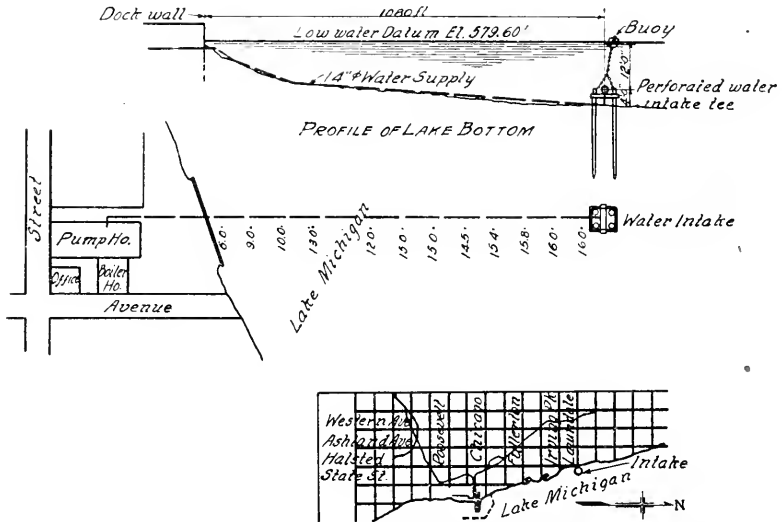 Dock wall
1080 ft
Low water Datum El. 579.60'
Buoy
14"ø Water Supply
4'0" 12'0"
Perforated water
intake tee
PROFILE OF LAKE BOTTOM
Street
Pump Ho.
Office
Boiler
Ho.
Avenue
Lake Michigan
6.0
9.0
10.0
13.0
12.0
15.0
15.0
14.5
15.4
15.8
16.0
16.0
Water Intake
Western Ave.
Ashland Ave
Halsted
State St.
Roosevelt
Chicago
Fullerton
Irving Pk
Lawndale
Intake
Lake Michigan
N